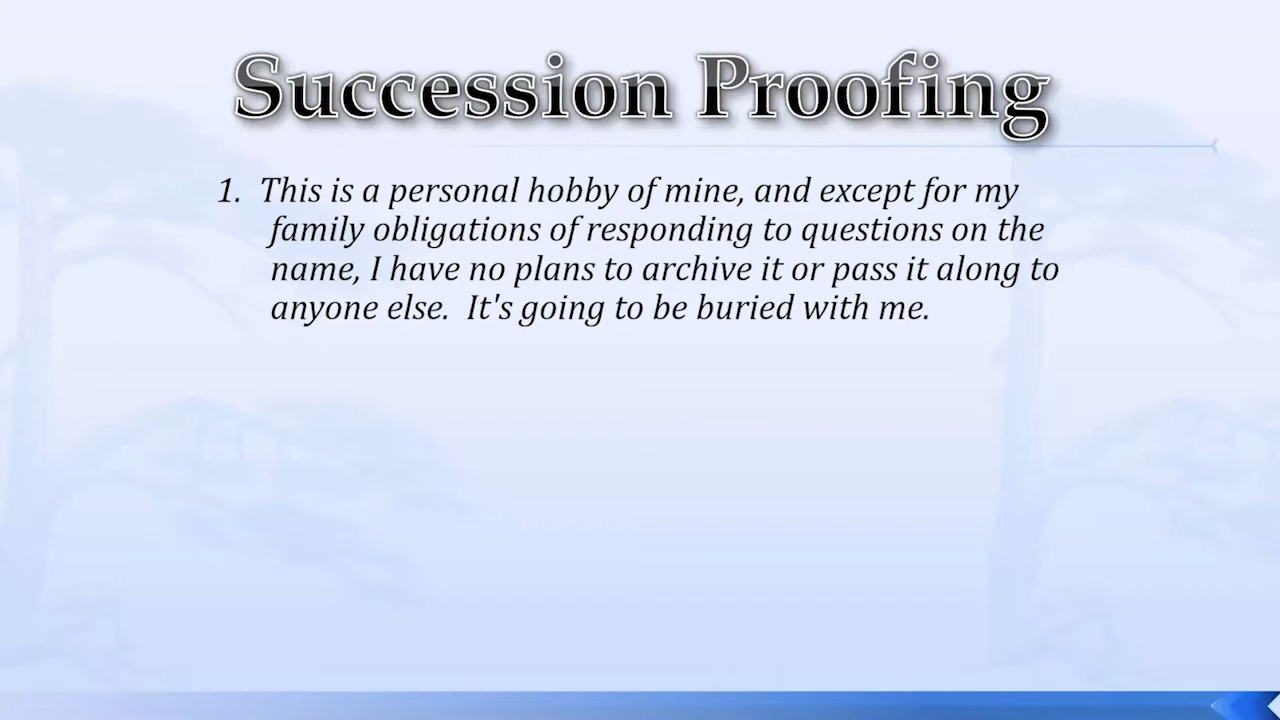 Succession Proofing
1. This is a personal hobby of mine, and except for my
family obligations of responding to questions on the
name, I have no plans to archive it or pass it along to
anyone else.  It's going to be buried with me.